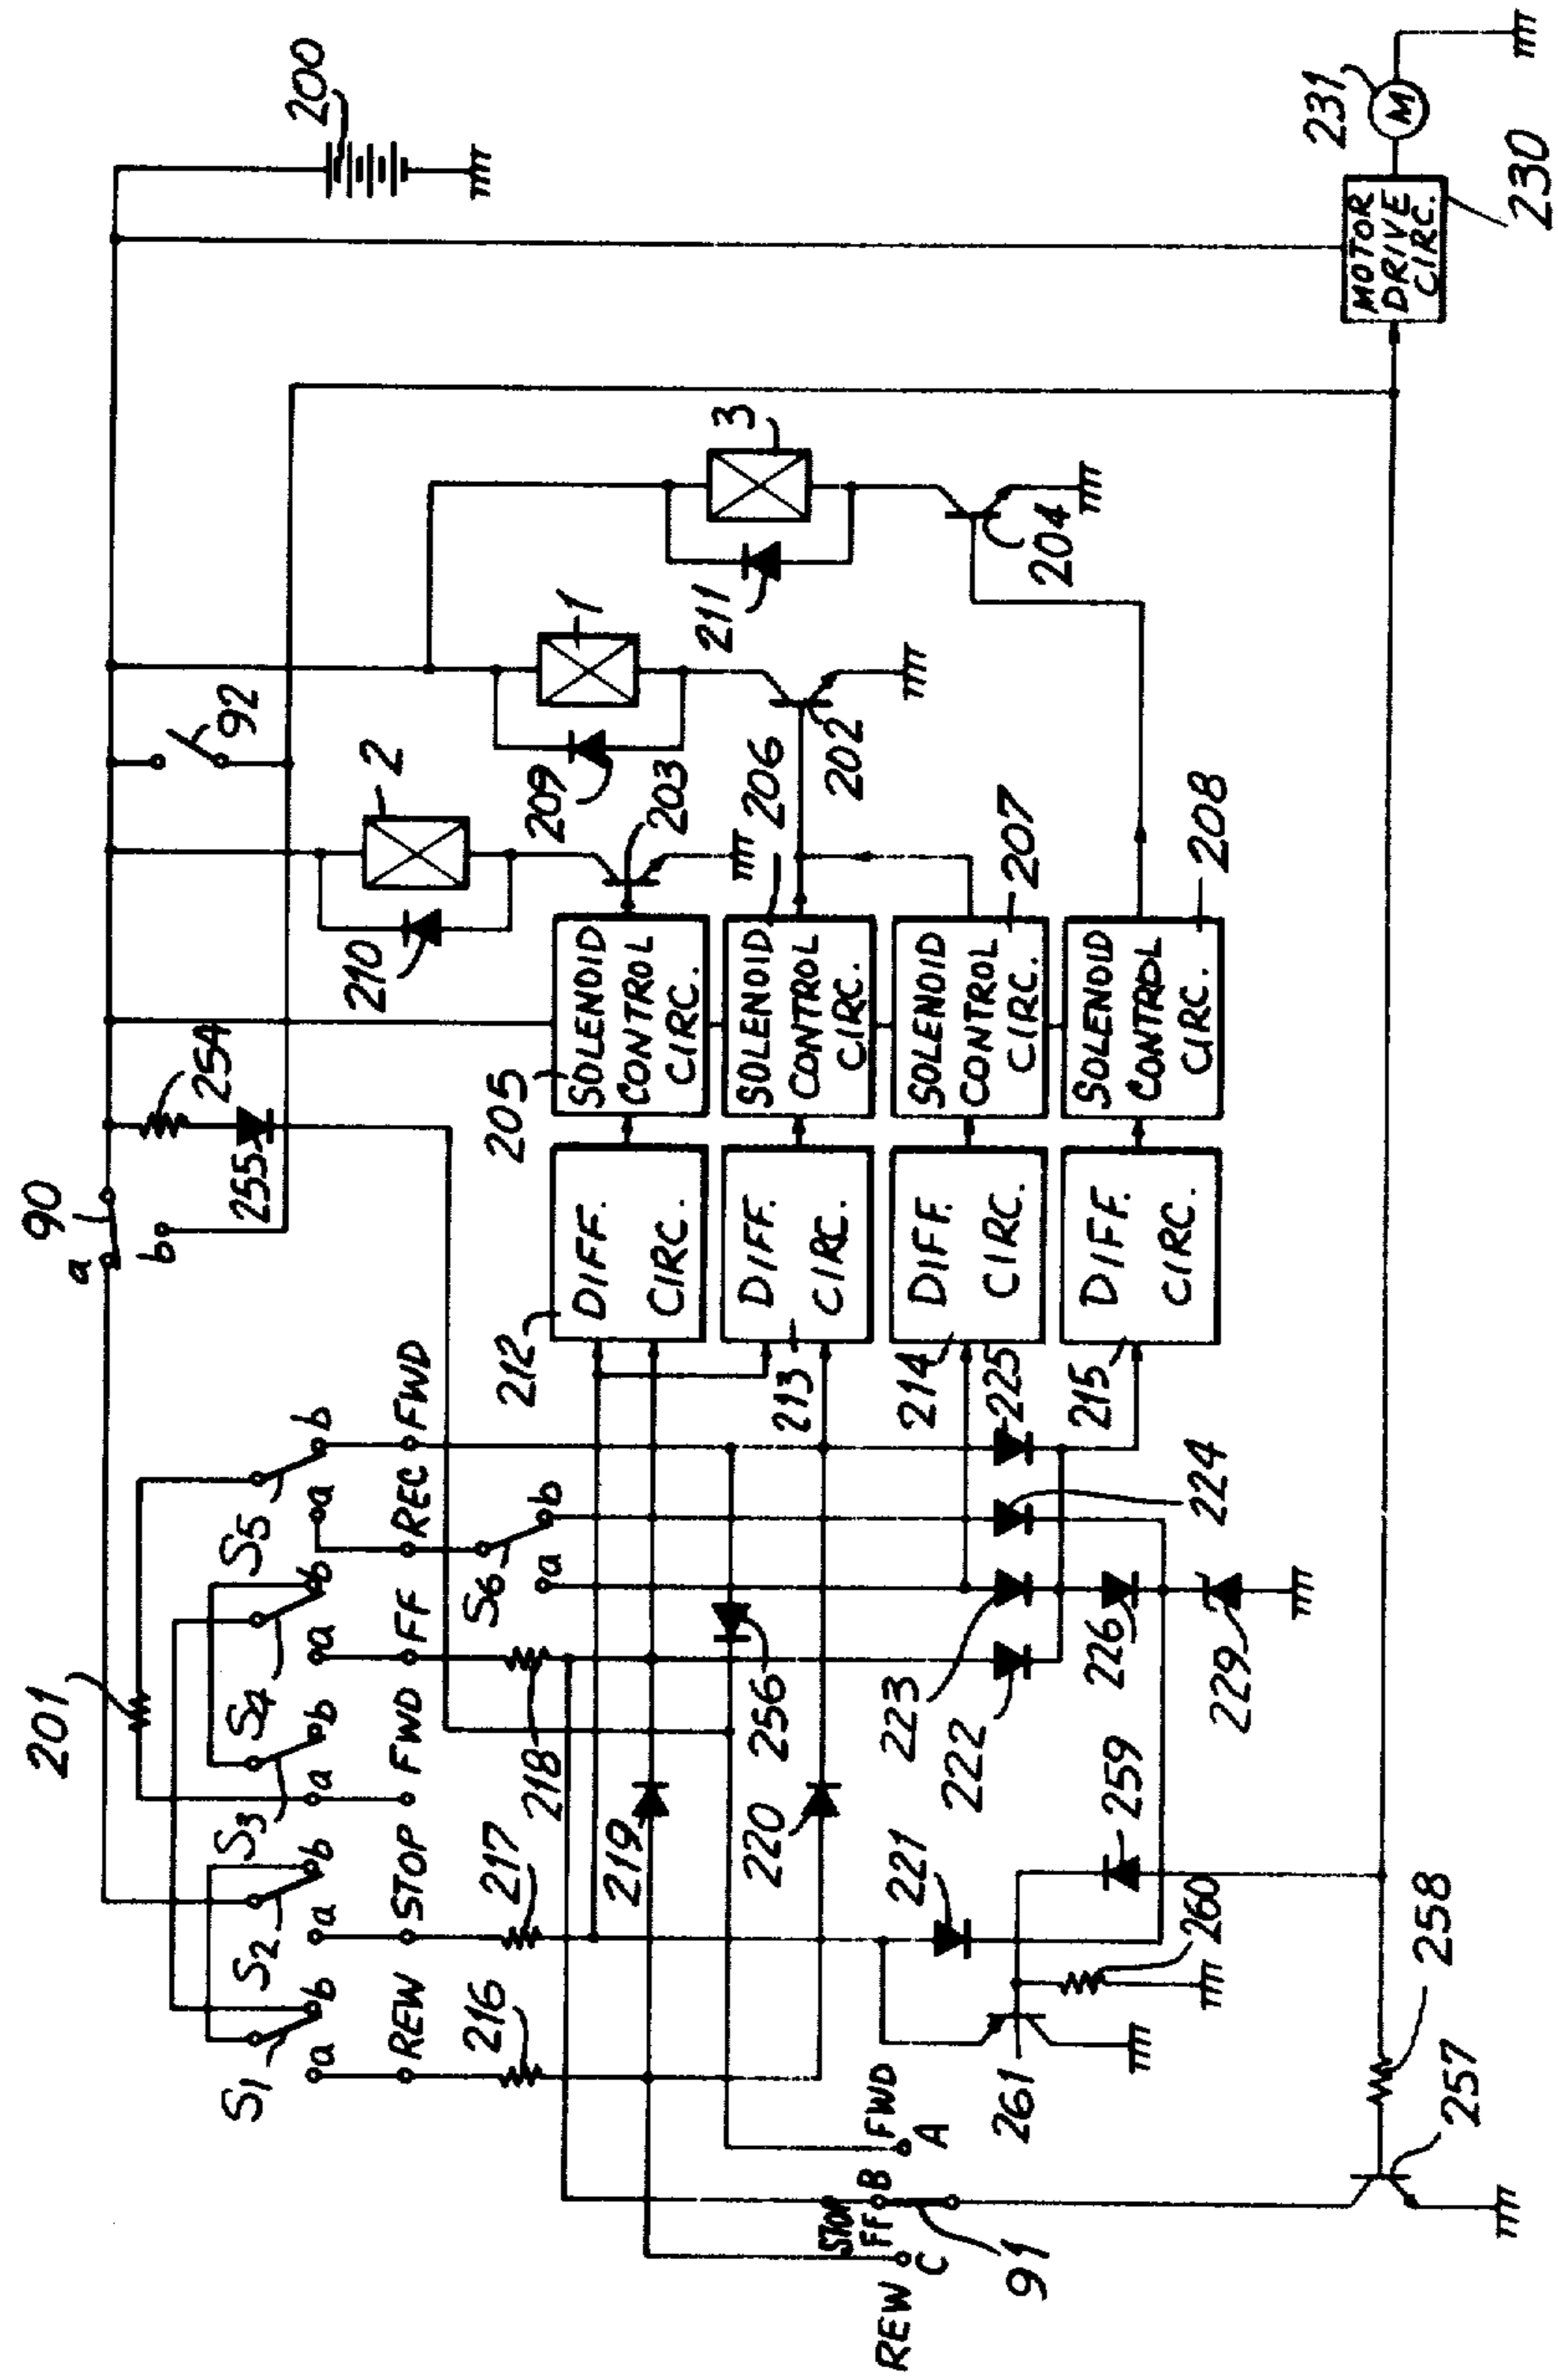 200
231
M
MOTOR
DRIVE
CIRC.
230
3
211
204
1
92
2
209
203
206
202
210
254
207
208
205
SOLENOID
CONTROL
CIRC.
SOLENOID
CONTROL
CIRC.
SOLENOID
CONTROL
CIRC.
SOLENOID
CONTROL
CIRC.
90
a
b
255
212
DIFF.
CIRC.
213
DIFF.
CIRC.
214
DIFF
CIRC.
215
DIFF.
CIRC.
225
224
201
S1
a
b
S2
a
b
S3
a
b
S4
a
b
S5
a
b
S6
a
b
REW
STOP
FWD
FF
REC
FWD
216
217
218
219
220
256
221
222
223
226
229
259
260
261
258
257
FWD
A
STOP
FF
B
REW
C
91